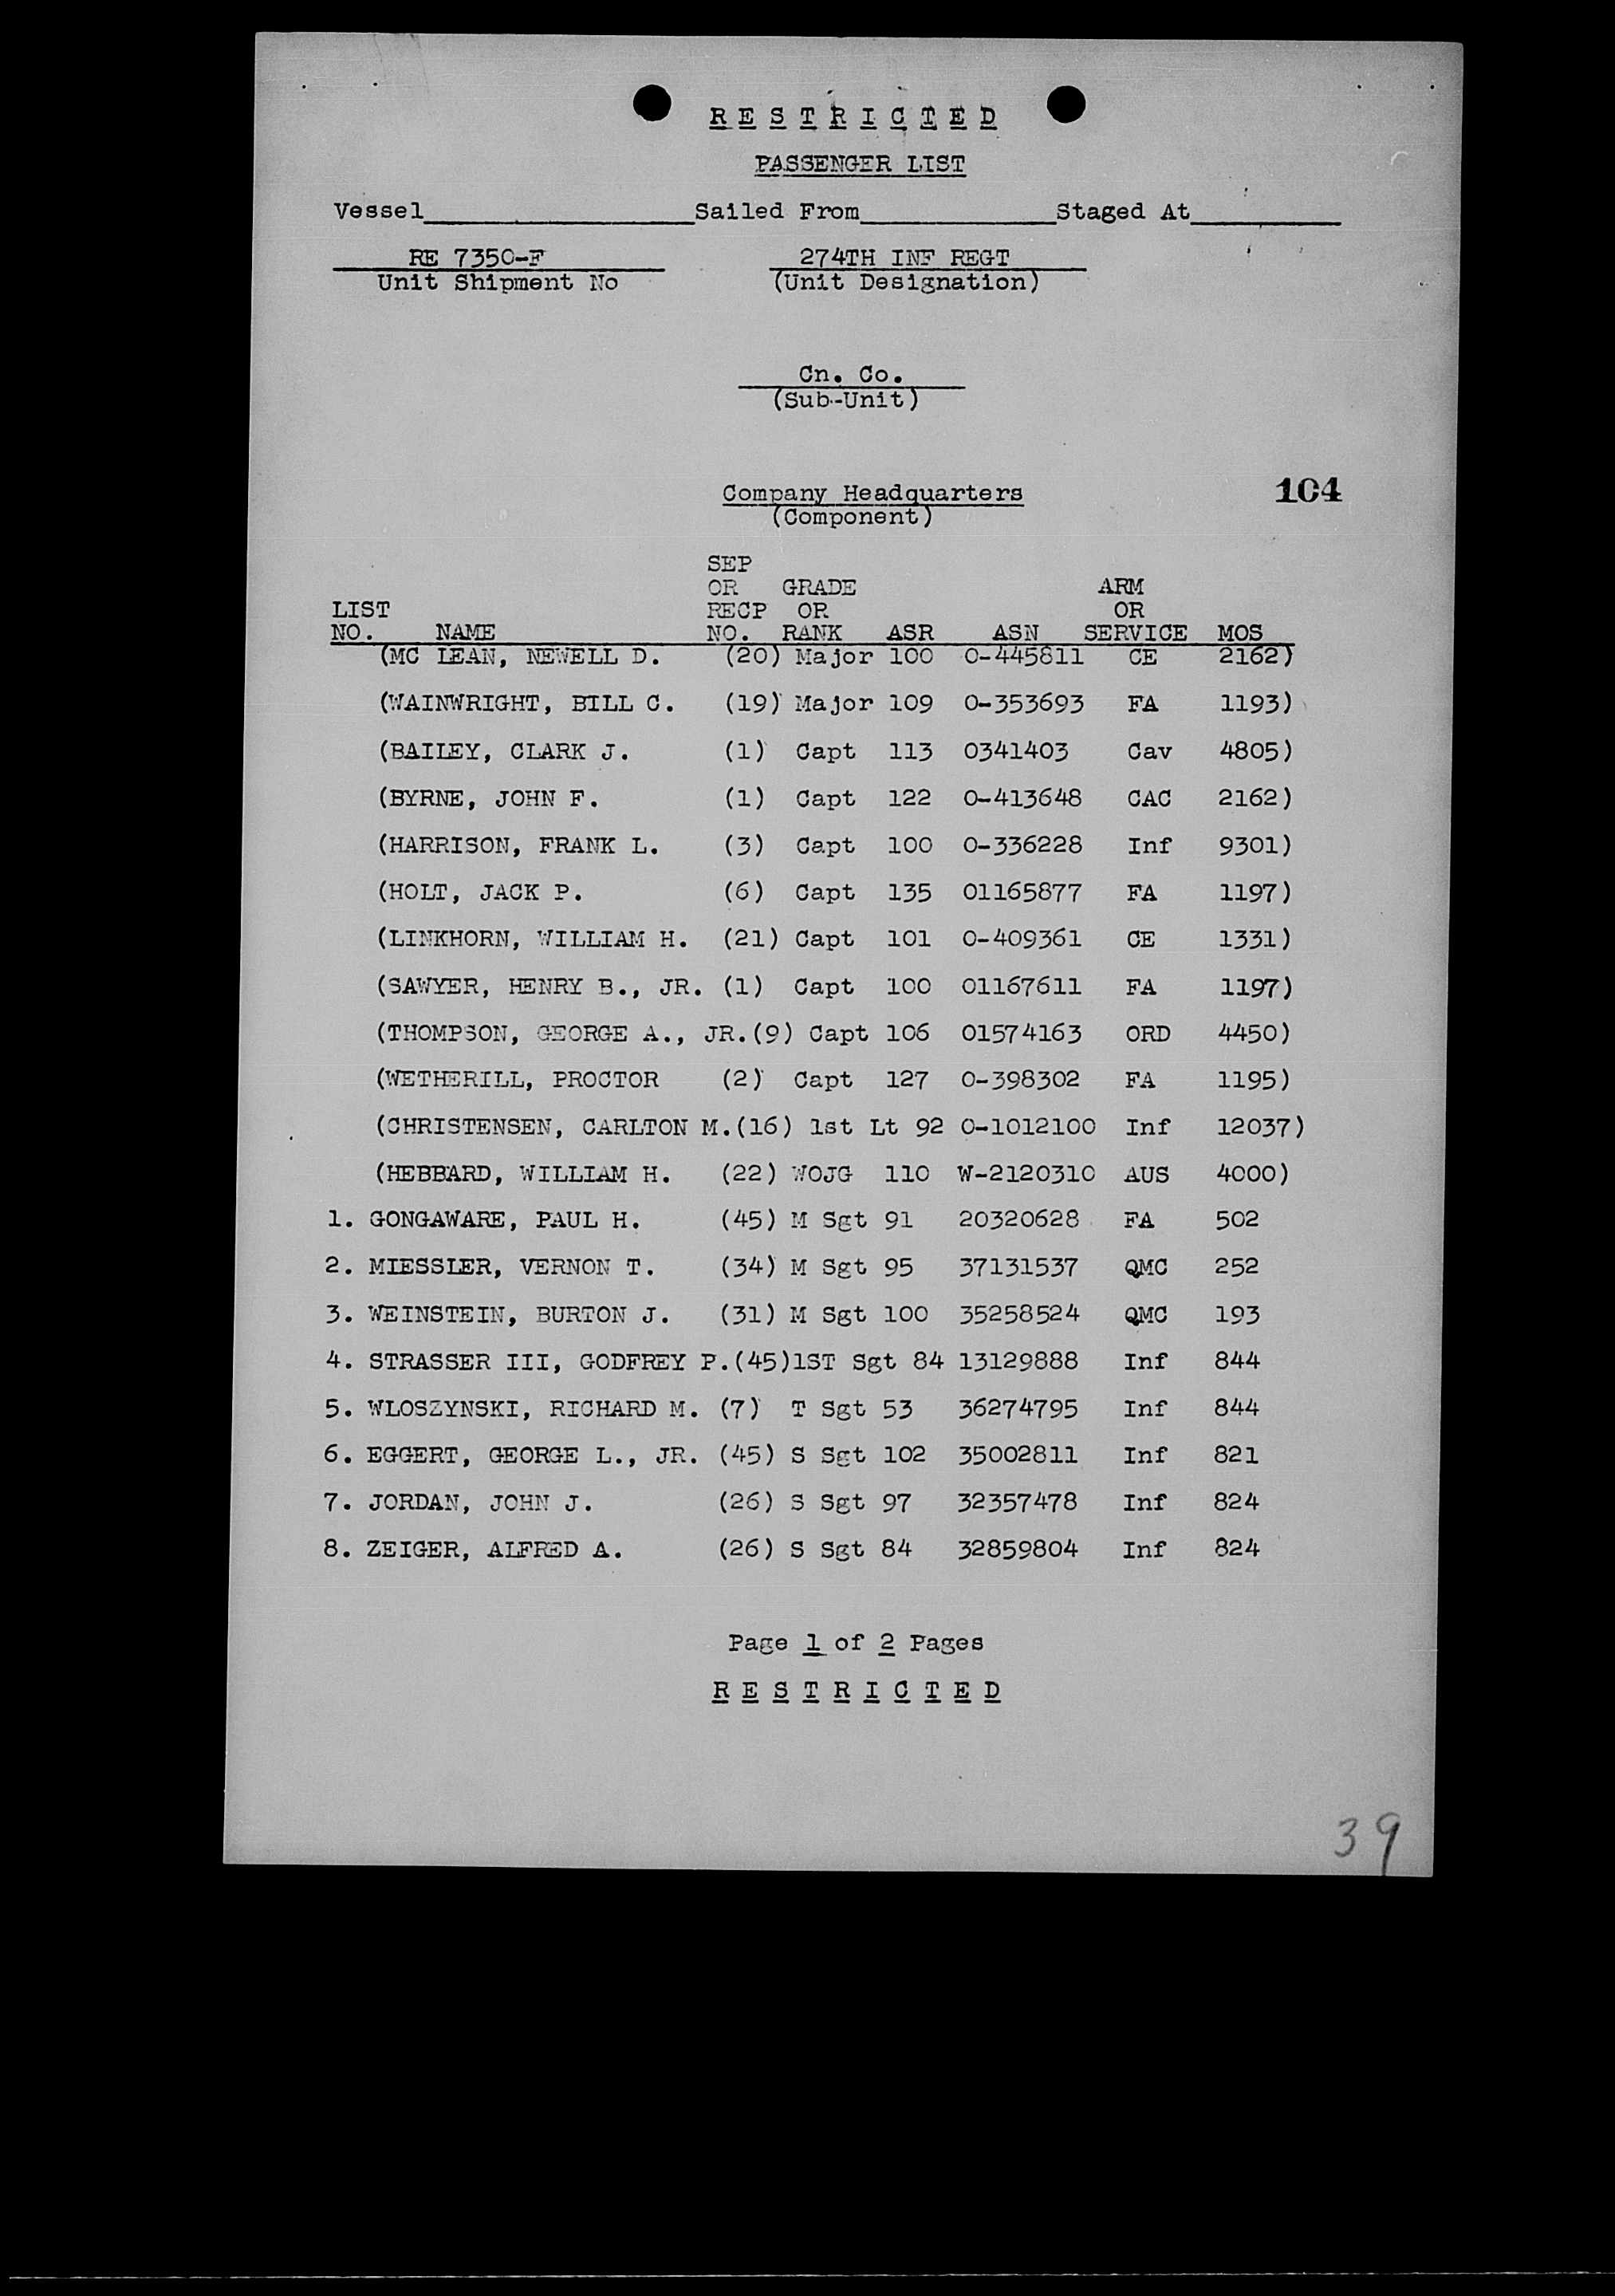 R E S T R I C T E D
PASSENGER LIST
Vessel Sailed From Staged At
RE 7350-F 274TH INF REGT
Unit Shipment No (Unit Designation)
Cn. Co.
(Sub-Unit)
Company Headquarters 104
(Component)
SEP
OR GRADE ARM
LIST RECP OR OR
NO. NAME NO. RANK ASR ASN SERVICE MOS
(MC LEAN, NEWELL D. (20) Major 100 O-445811 CE 2162)
(WAINWRIGHT, BILL C. (19) Major 109 O-353693 FA 1193)
(BAILEY, CLARK J. (1) Capt 113 0341403 Cav 4805)
(BYRNE, JOHN F. (1) Capt 122 O-413648 CAC 2162)
(HARRISON, FRANK L. (3) Capt 100 O-336228 Inf 9301)
(HOLT, JACK P. (6) Capt 135 01165877 FA 1197)
(LINKHORN, WILLIAM H. (21) Capt 101 O-409361 CE 1331)
(SAWYER, HENRY B., JR. (1) Capt 100 01167611 FA 1197)
(THOMPSON, GEORGE A., JR.(9) Capt 106 01574163 ORD 4450)
(WETHERILL, PROCTOR (2) Capt 127 O-398302 FA 1195)
(CHRISTENSEN, CARLTON M.(16) 1st Lt 92 O-1012100 Inf 12037)
(HEBBARD, WILLIAM H. (22) WOJG 110 W-2120310 AUS 4000)
1. GONGAWARE, PAUL H. (45) M Sgt 91 20320628 FA 502
2. MIESSLER, VERNON T. (34) M Sgt 95 37131537 QMC 252
3. WEINSTEIN, BURTON J. (31) M Sgt 100 35258524 QMC 193
4. STRASSER III, GODFREY P.(45)1ST Sgt 84 13129888 Inf 844
5. WLOSZYNSKI, RICHARD M. (7) T Sgt 53 36274795 Inf 844
6. EGGERT, GEORGE L., JR. (45) S Sgt 102 35002811 Inf 821
7. JORDAN, JOHN J. (26) S Sgt 97 32357478 Inf 824
8. ZEIGER, ALFRED A. (26) S Sgt 84 32859804 Inf 824
Page 1 of 2 Pages
R E S T R I C T E D
39